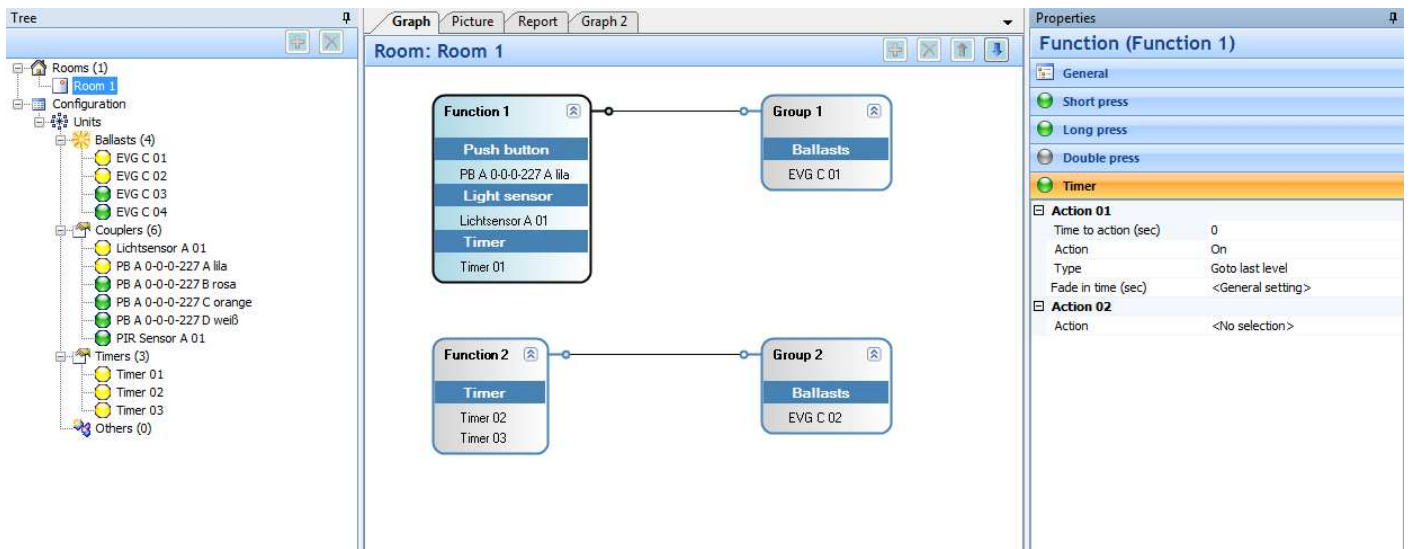 Tree
Rooms (1)
Room 1
Configuration
Units
Ballasts (4)
EVG C 01
EVG C 02
EVG C 03
EVG C 04
Couplers (6)
Lichtsensor A 01
PB A 0-0-0-227 A lila
PB A 0-0-0-227 B rosa
PB A 0-0-0-227 C orange
PB A 0-0-0-227 D weiß
PIR Sensor A 01
Timers (3)
Timer 01
Timer 02
Timer 03
Others (0)
Graph Picture Report Graph 2
Room: Room 1
Function 1
Push button
PB A 0-0-0-227 A lila
Light sensor
Lichtsensor A 01
Timer
Timer 01
Group 1
Ballasts
EVG C 01
Function 2
Timer
Timer 02
Timer 03
Group 2
Ballasts
EVG C 02
Properties
Function (Function 1)
General
Short press
Long press
Double press
Timer
Action 01
Time to action (sec) 0
Action On
Type Goto last level
Fade in time (sec) <General setting>
Action 02
Action <No selection>